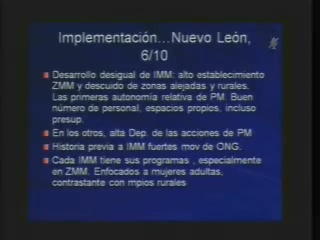 Implementación...Nuevo León,
6/10
Desarrollo desigual de IMM: alto establecimiento
ZMM y descuido de zonas alejadas y rurales.
Las primeras autonomía relativa de PM. Buen
número de personal, espacios propios, incluso
presup.
En los otros, alta Dep. de las acciones de PM
Historia previa a IMM fuertes mov de ONG.
Cada IMM tiene sus programas , especialmente
en ZMM. Enfocados a mujeres adultas,
contrastante con mpios rurales